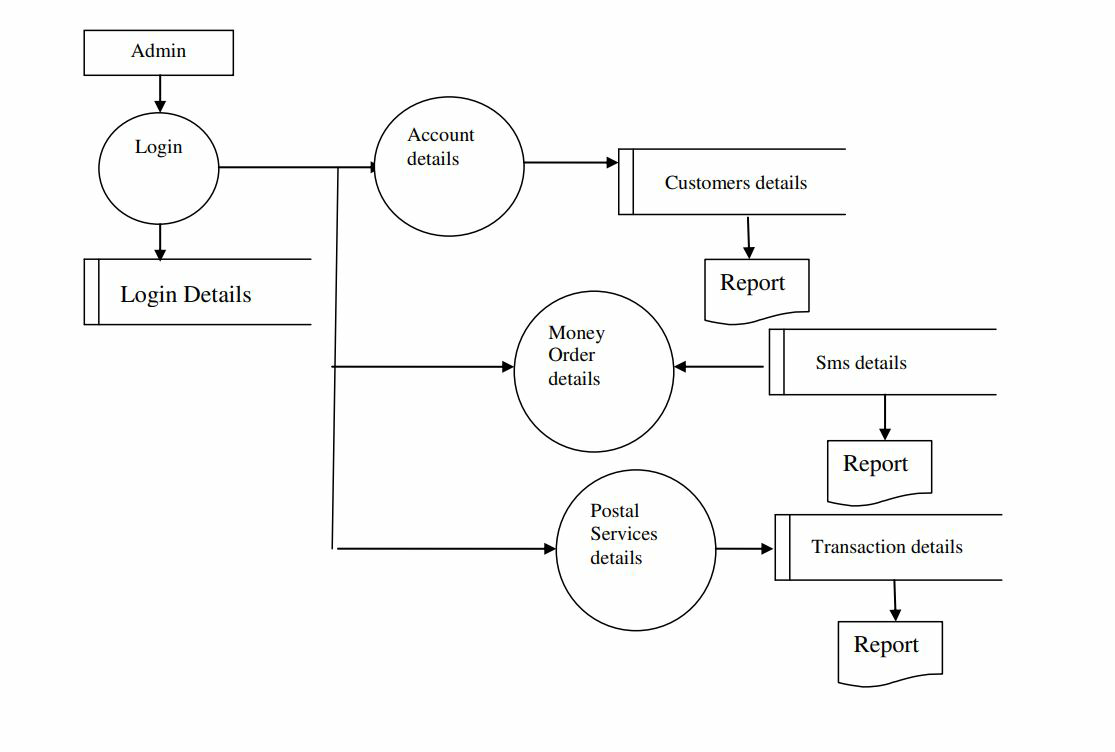 Admin
Login
Account
details
Customers details
Login Details
Report
Money
Order
details
Sms details
Report
Postal
Services
details
Transaction details
Report